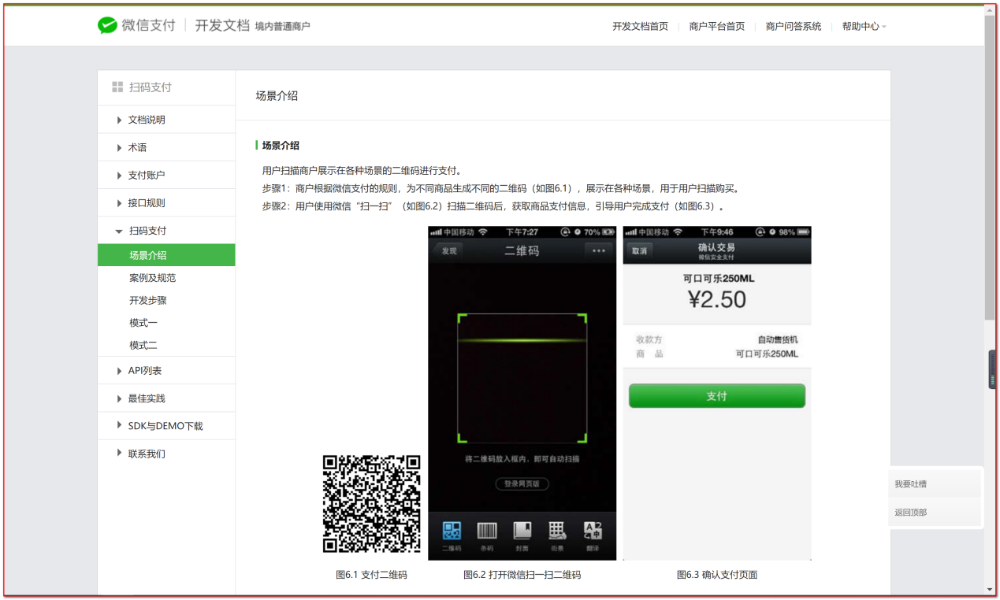 微信支付 开发文档 境内普通商户
开发文档首页 商户平台首页 商户问答系统 帮助中心
扫码支付
文档说明
术语
支付账户
接口规则
扫码支付
场景介绍
案例及规范
开发步骤
模式一
模式二
API列表
最佳实践
SDK与DEMO下载
联系我们
场景介绍
场景介绍
用户扫描商户展示在各种场景的二维码进行支付。
步骤1：商户根据微信支付的规则，为不同商品生成不同的二维码（如图6.1），展示在各种场景，用于用户扫描购买。
步骤2：用户使用微信“扫一扫”（如图6.2）扫描二维码后，获取商品支付信息，引导用户完成支付（如图6.3）。
中国移动 下午7:27 70%
发现 二维码
将二维码放入框内，即可自动扫描
登录网页版
二维码 条码 封面 街景 翻译
中国移动 下午9:46 98%
取消 确认交易
微信安全支付
可口可乐250ML
¥2.50
收款方 自动售货机
商 品 可口可乐250ML
支付
图6.1 支付二维码
图6.2 打开微信扫一扫二维码
图6.3 确认支付页面
我要吐槽
返回顶部